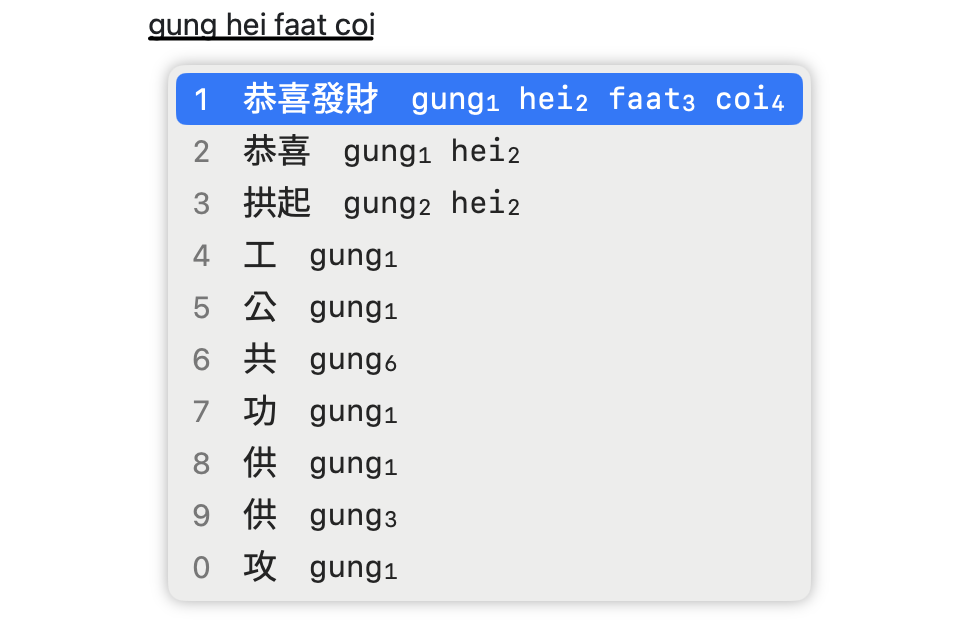 gung hei faat coi
1 恭喜發財 gung1 hei2 faat3 coi4
2 恭喜 gung1 hei2
3 拱起 gung2 hei2
4 工 gung1
5 公 gung1
6 共 gung6
7 功 gung1
8 供 gung1
9 供 gung3
0 攻 gung1